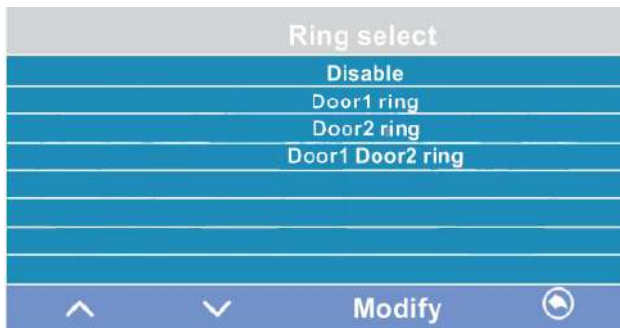 Ring select
Disable
Door1 ring
Door2 ring
Door1 Door2 ring
Modify